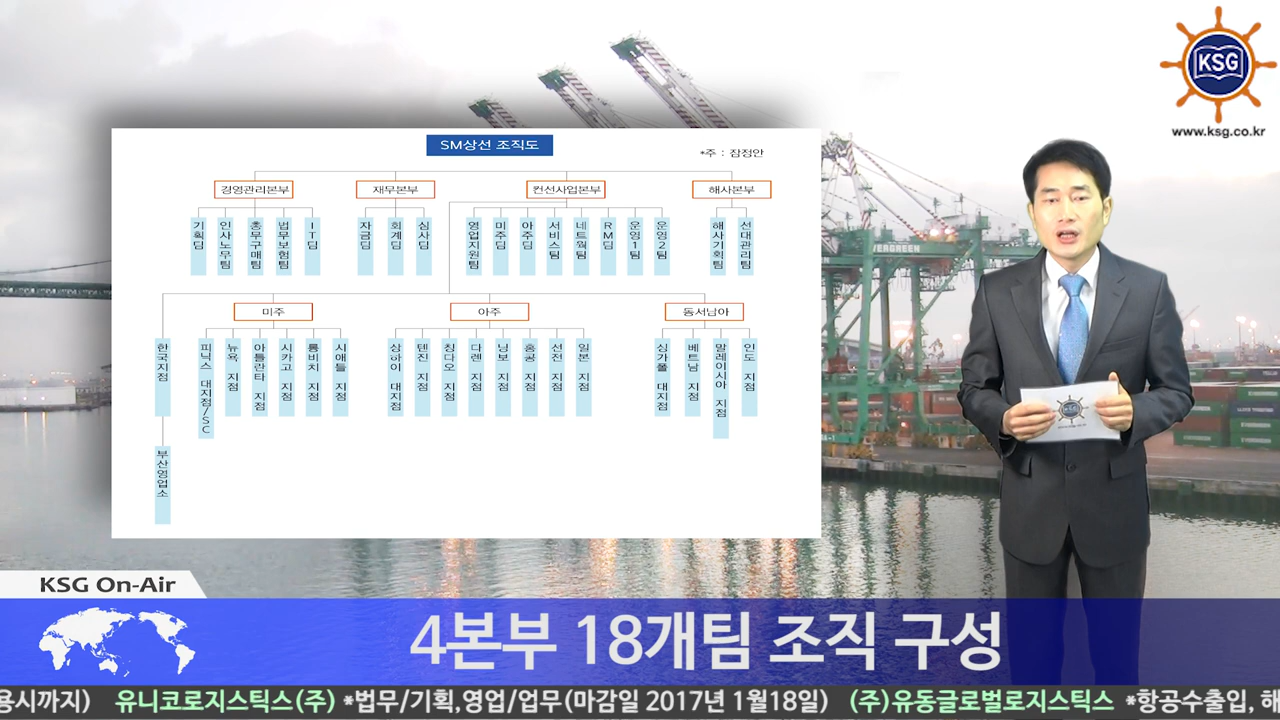 KSG
www.ksg.co.kr
SM상선 조직도
*주 : 잠정안
경영관리본부
재무본부
컨선사업본부
해사본부
기획팀
인사노무팀
총무구매팀
법무보험팀
IT팀
자금팀
회계팀
심사팀
영업지원팀
미주팀
아주팀
서비스팀
네트웍팀
RM팀
운영1팀
운영2팀
해사기획팀
선대관리팀
미주
아주
동서남아
한국지점
피닉스 대지점/SC
뉴욕 지점
아틀란타 지점
시카고 지점
롱비치 지점
시애틀 지점
상하이 대지점
텐진 지점
칭다오 지점
다롄 지점
닝보 지점
홍콩 지점
선전 지점
일본 지점
싱가폴 대지점
베트남 지점
말레이시아 지점
인도 지점
부산영업소
EVERGREEN
KSG On-Air
4본부 18개팀 조직 구성
용시까지) 유니코로지스틱스(주) *법무/기획,영업/업무(마감일 2017년 1월18일) (주)유동글로벌로지스틱스 *항공수출입, 해